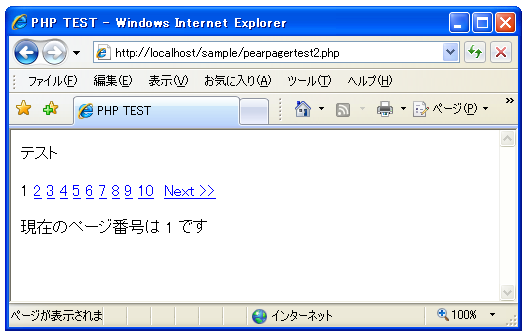 PHP TEST - Windows Internet Explorer
http://localhost/sample/pearpagertest2.php
ファイル(F) 編集(E) 表示(V) お気に入り(A) ツール(T) ヘルプ(H)
PHP TEST ページ(P) »
テスト
1 2 3 4 5 6 7 8 9 10 Next >>
現在のページ番号は 1 です
ページが表示されま インターネット 100%